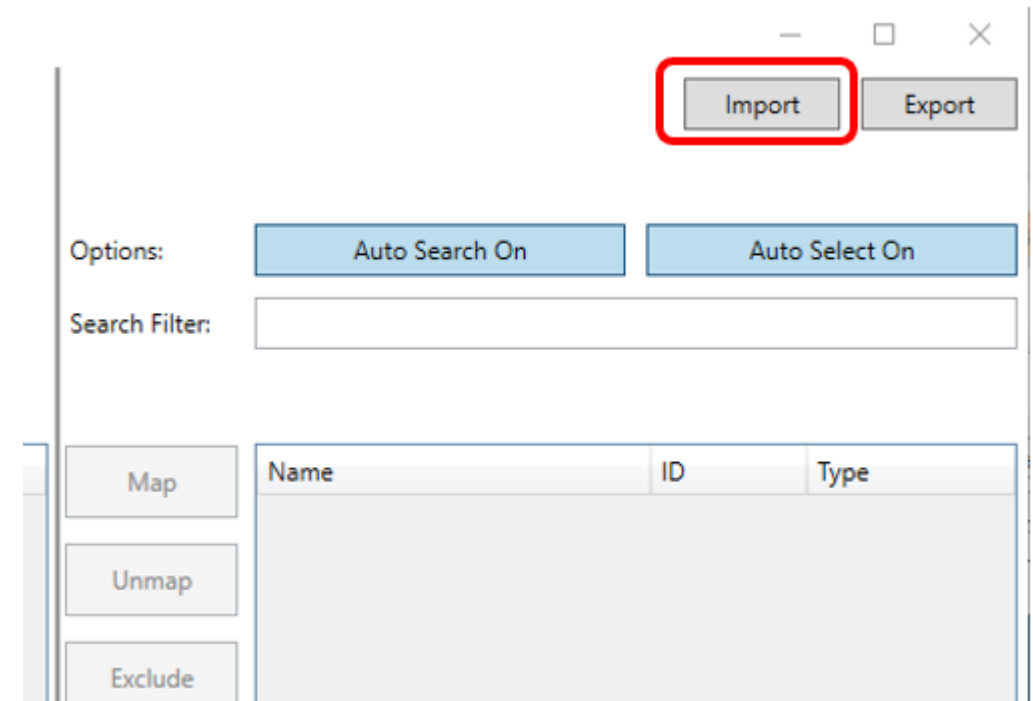 Import Export
Options: Auto Search On Auto Select On
Search Filter:
Map Name ID Type
Unmap
Exclude